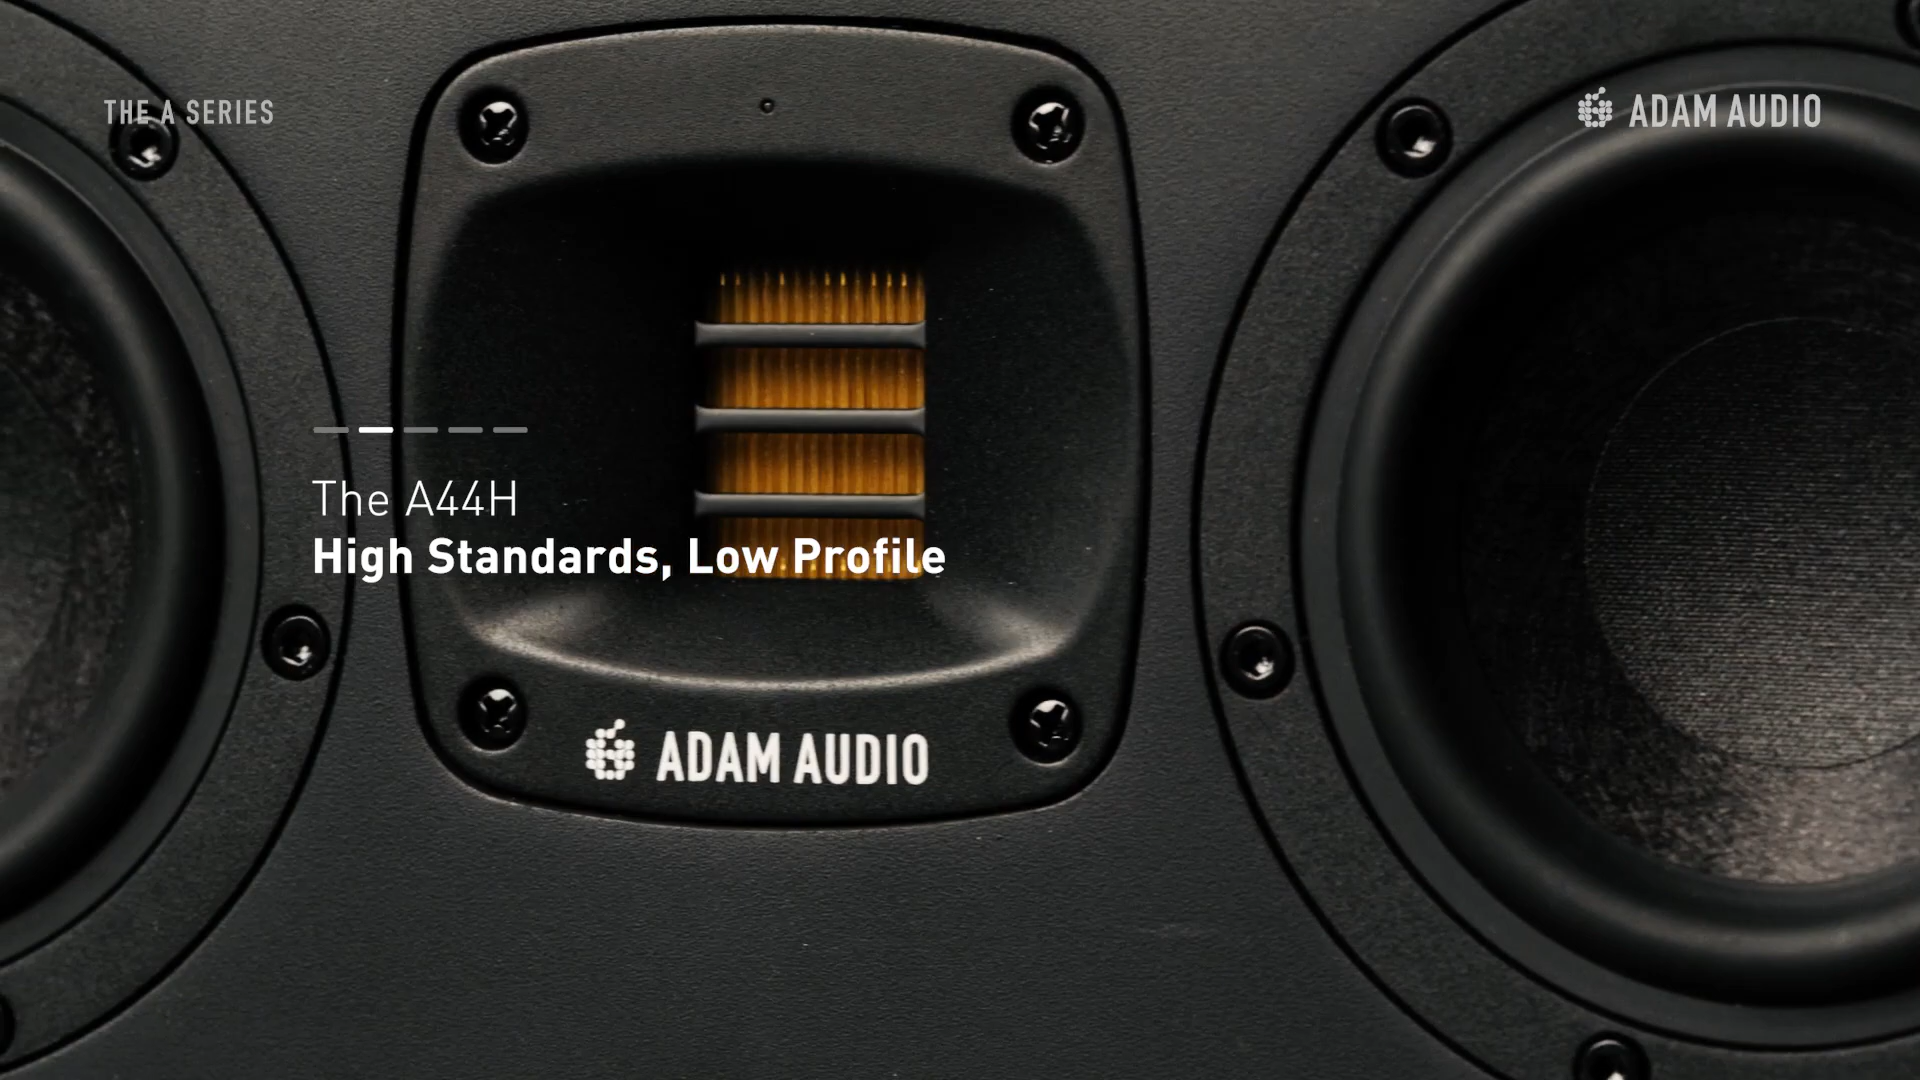 THE A SERIES
ADAM AUDIO
The A44H
High Standards, Low Profile
ADAM AUDIO